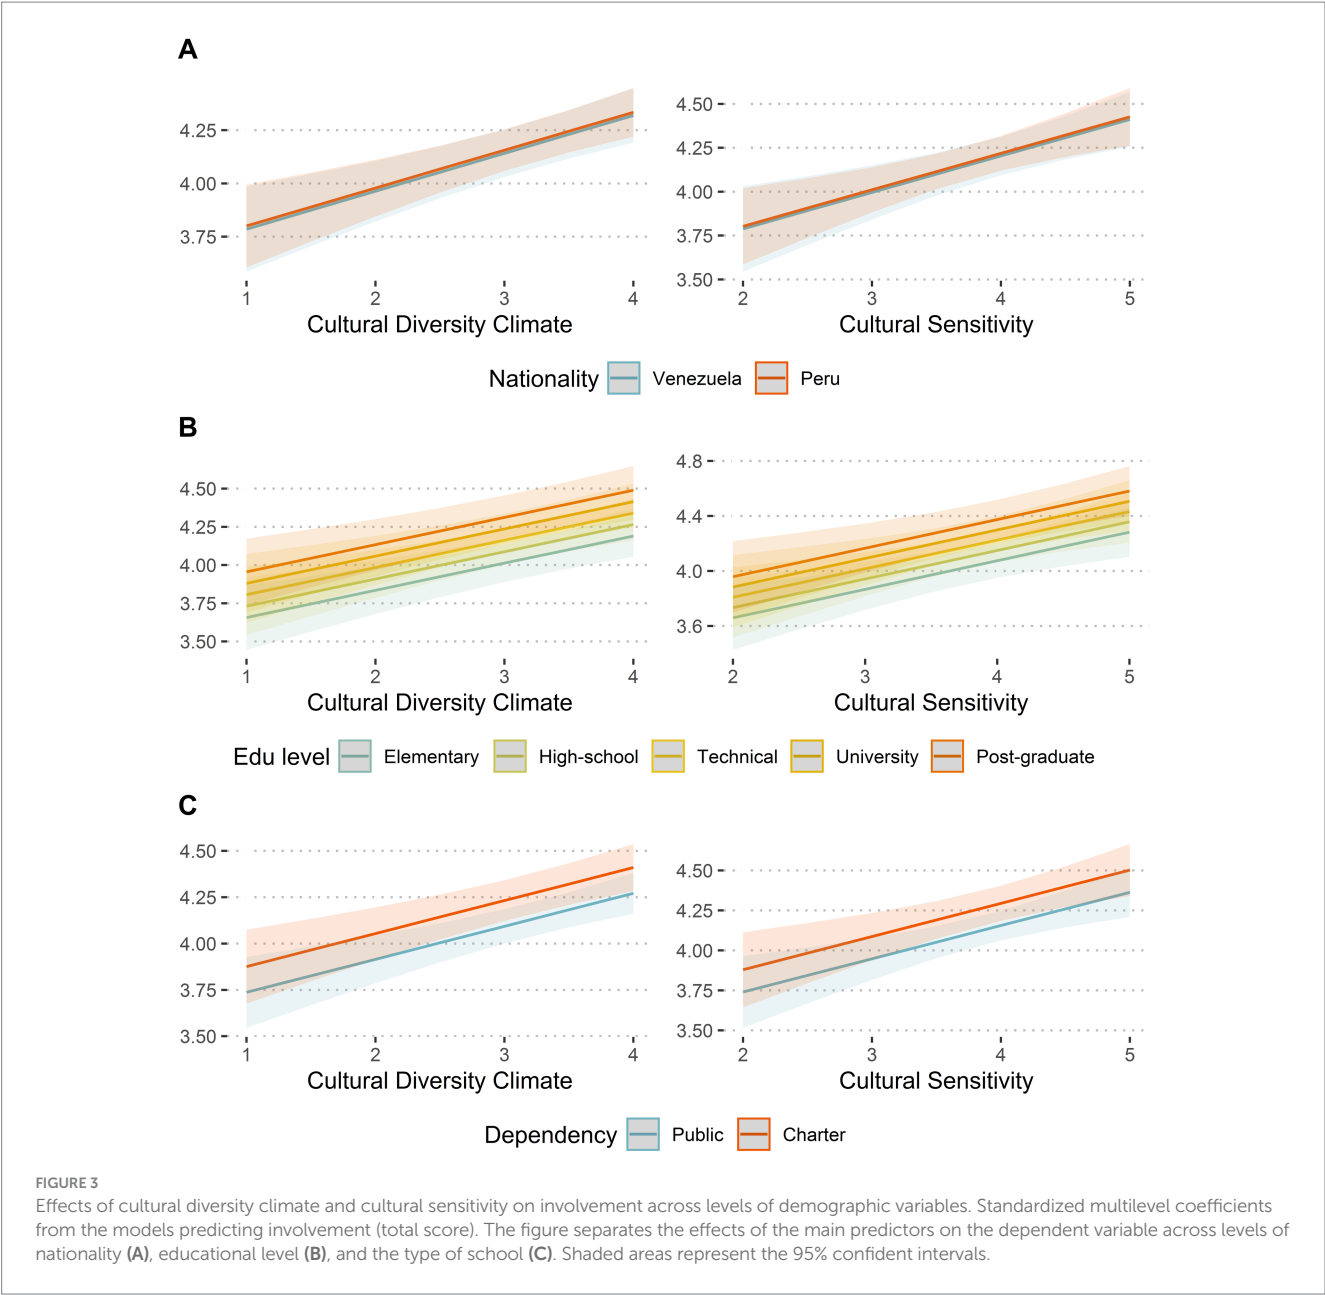 A
4.25
4.00
3.75
1 2 3 4
Cultural Diversity Climate
4.50
4.25
4.00
3.75
3.50
2 3 4 5
Cultural Sensitivity
Nationality Venezuela Peru
B
4.50
4.25
4.00
3.75
3.50
1 2 3 4
Cultural Diversity Climate
4.8
4.4
4.0
3.6
2 3 4 5
Cultural Sensitivity
Edu level Elementary High-school Technical University Post-graduate
C
4.50
4.25
4.00
3.75
3.50
1 2 3 4
Cultural Diversity Climate
4.50
4.25
4.00
3.75
3.50
2 3 4 5
Cultural Sensitivity
Dependency Public Charter
FIGURE 3
Effects of cultural diversity climate and cultural sensitivity on involvement across levels of demographic variables. Standardized multilevel coefficients
from the models predicting involvement (total score). The figure separates the effects of the main predictors on the dependent variable across levels of
nationality (A), educational level (B), and the type of school (C). Shaded areas represent the 95% confident intervals.